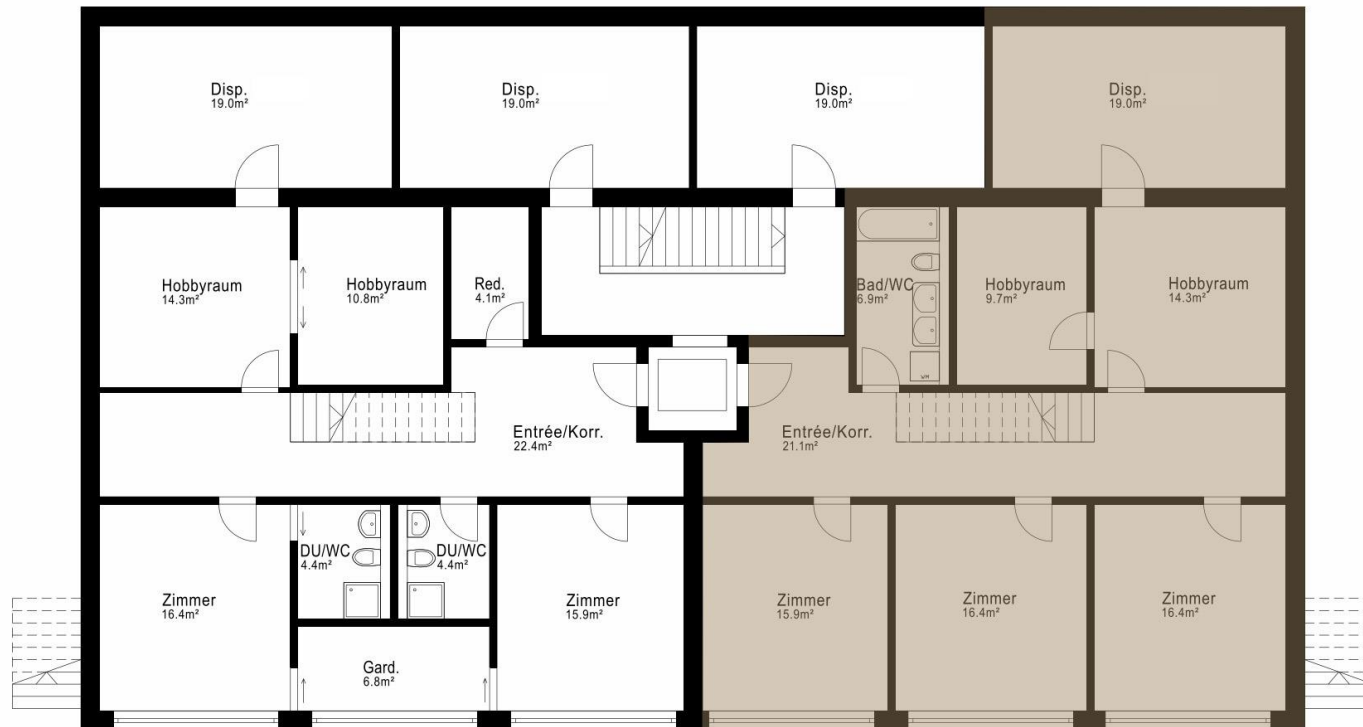 Disp.
19.0m²
Disp.
19.0m²
Disp.
19.0m²
Disp.
19.0m²
Hobbyraum
14.3m²
Hobbyraum
10.8m²
Red.
4.1m²
Bad/WC
6.9m²
Hobbyraum
9.7m²
Hobbyraum
14.3m²
WM
Entrée/Korr.
22.4m²
Entrée/Korr.
21.1m²
DU/WC
4.4m²
DU/WC
4.4m²
Zimmer
16.4m²
Zimmer
15.9m²
Zimmer
15.9m²
Zimmer
16.4m²
Zimmer
16.4m²
Gard.
6.8m²